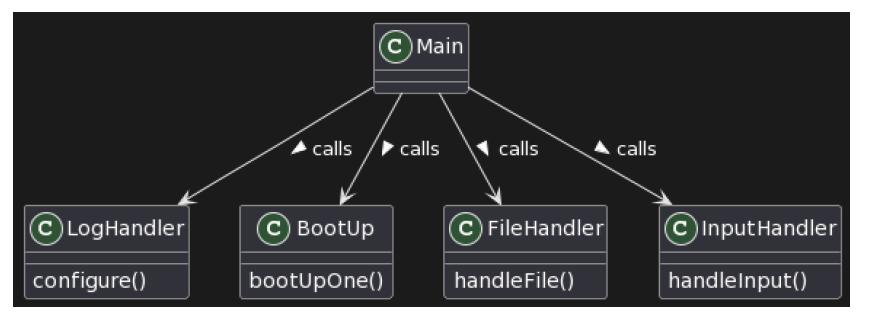 C Main
calls calls calls calls
C LogHandler C BootUp C FileHandler C InputHandler
configure() bootUpOne() handleFile() handleInput()